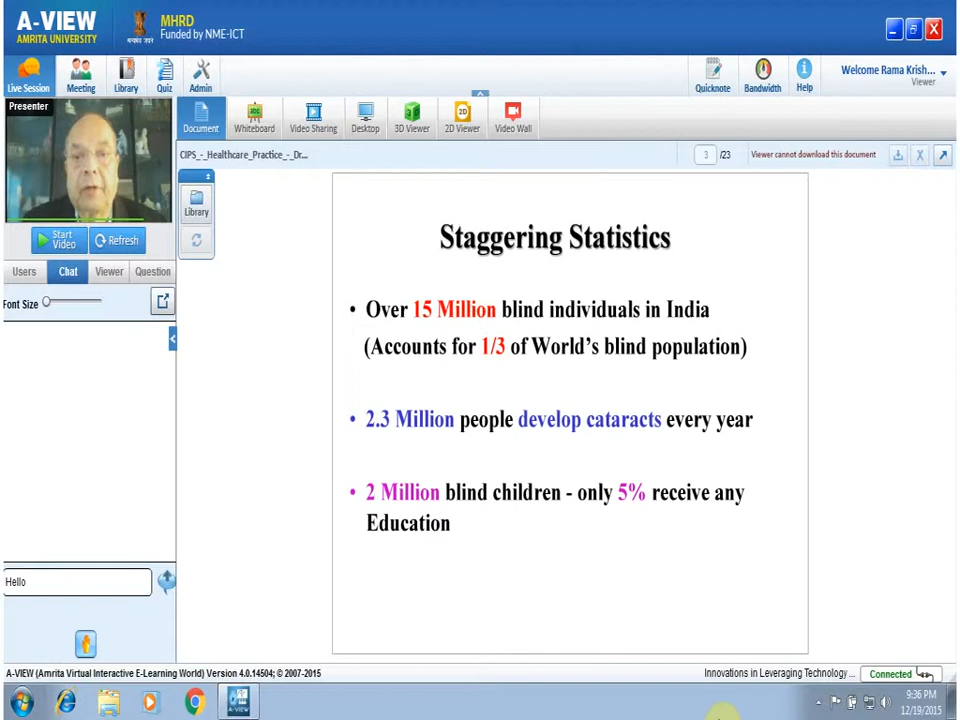 A-VIEW
AMRITA UNIVERSITY
MHRD
Funded by NME-ICT
Live Session
Meeting
Library
Quiz
Admin
Quicknote
Bandwidth
Help
Welcome Rama Krish...
Viewer
Presenter
Document
Whiteboard
Video Sharing
Desktop
3D Viewer
2D Viewer
Video Wall
CIPS_-_Healthcare_Practice_-_Dr...
3 /23
Viewer cannot download this document
Library
Start Video
Refresh
Users
Chat
Viewer
Question
Font Size
Staggering Statistics
• Over 15 Million blind individuals in India
(Accounts for 1/3 of World's blind population)
• 2.3 Million people develop cataracts every year
• 2 Million blind children - only 5% receive any
Education
Hello
A-VIEW (Amrita Virtual Interactive E-Learning World) Version 4.0.14504; © 2007-2015
Innovations in Leveraging Technology ...
Connected
9:36 PM
12/19/2015